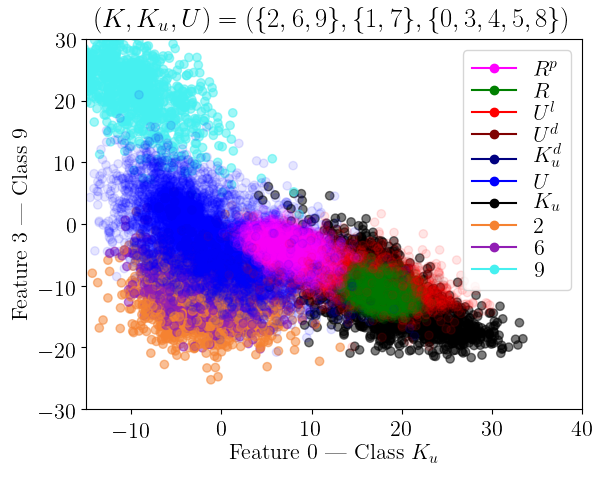 (K, K_u, U) = ({2, 6, 9}, {1, 7}, {0, 3, 4, 5, 8})
30
20
10
0
−10
−20
−30
Feature 3 — Class 9
−10
0
10
20
30
40
Feature 0 — Class K_u
R^p
R
U^l
U^d
K_u^d
U
K_u
2
6
9